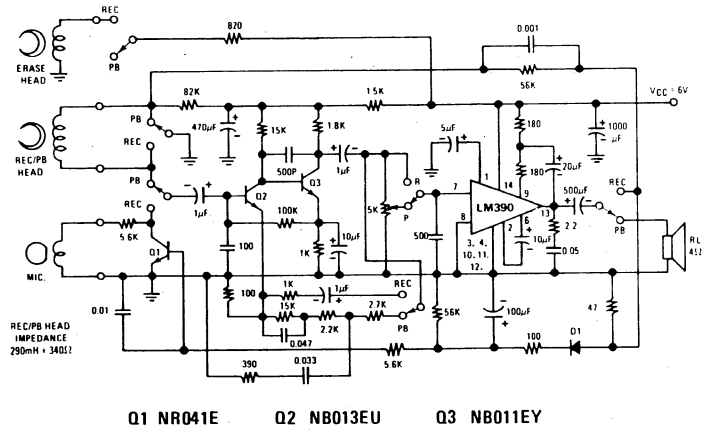 REC
820
0.001
PB
ERASE
HEAD
56K
82K
1.5K
VCC = 6V
PB
470µF
+
-
15K
1.8K
180
+
-
1000
µF
REC
500P
+
-
1µF
5µF
+
-
1
14
180
9
+
20µF
REC/PB
HEAD
PB
Q2
Q3
R
P
7
LM390
13
500µF
+
-
REC
-
+
1µF
100K
5K
8
2
6
+
-
10µF
2.2
PB
REC
5.6K
100
1K
+
-
10µF
500
3. 4.
10. 11.
12.
0.05
RL
4Ω
Q1
MIC.
100
1K
1µF
-
+
REC
15K
2.2K
2.7K
PB
56K
-
+
100µF
47
0.01
0.047
100
D1
REC/PB HEAD
IMPEDANCE
290mH + 340Ω
390
0.033
5.6K
Q1 NR041E
Q2 NB013EU
Q3 NB011EY